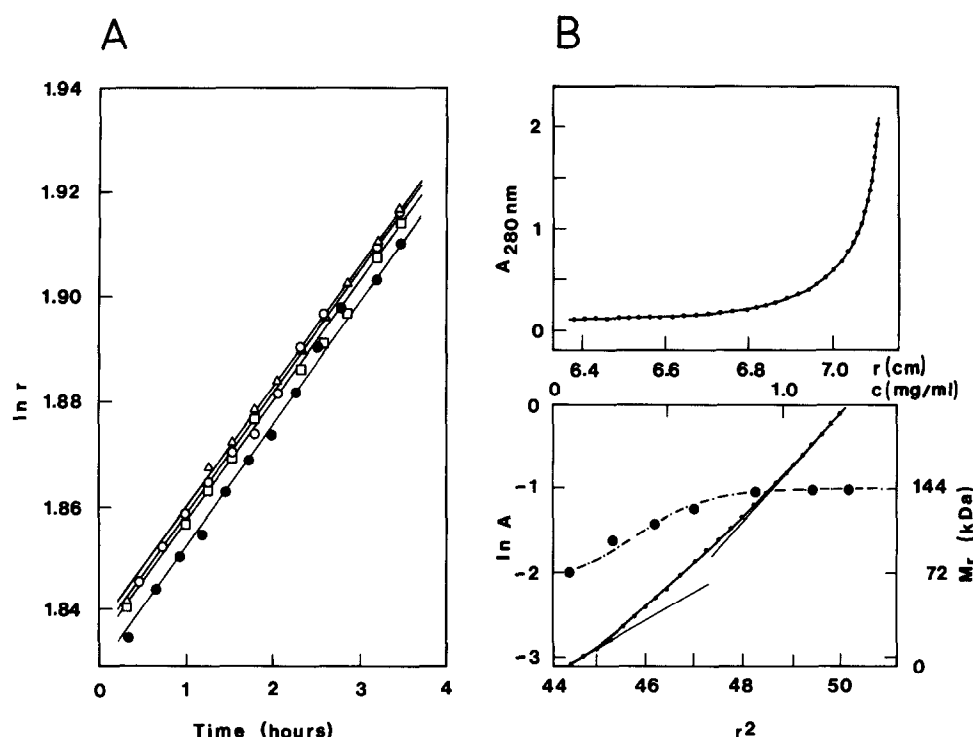 A
1.94
1.92
1.90
1.88
1.86
1.84
ln r
0 1 2 3 4
Time (hours)
B
2
1
0
A280nm
6.4 6.6 6.8 7.0 r (cm)
0 1.0 c (mg/ml)
0
-1
-2
-3
ln A
144
72
0
Mr (kDa)
44 46 48 50
r2